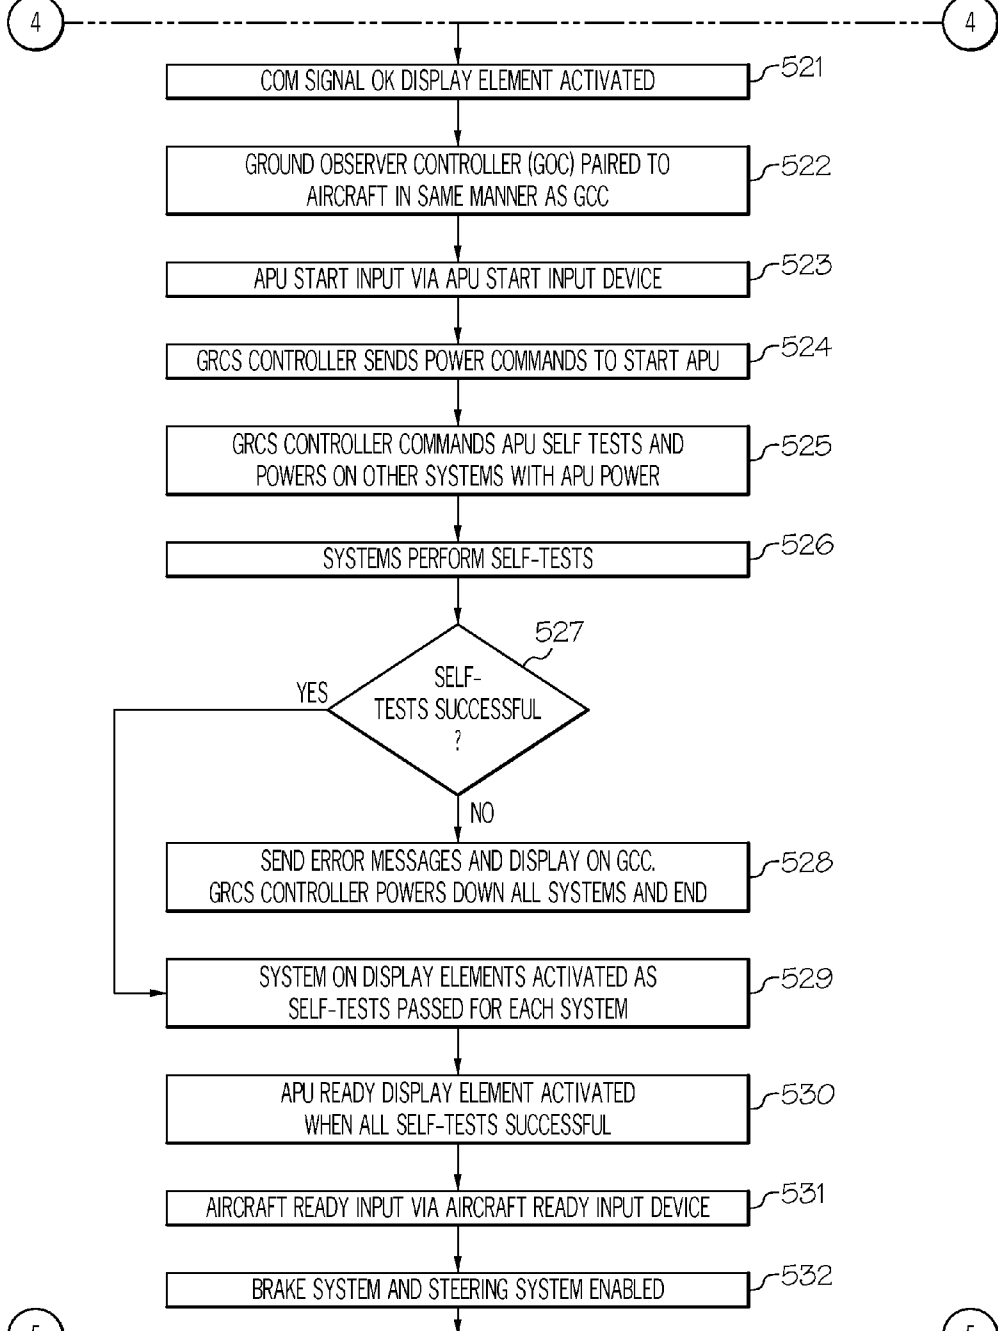 4
4
COM SIGNAL OK DISPLAY ELEMENT ACTIVATED
521
GROUND OBSERVER CONTROLLER (GOC) PAIRED TO
AIRCRAFT IN SAME MANNER AS GCC
522
APU START INPUT VIA APU START INPUT DEVICE
523
GRCS CONTROLLER SENDS POWER COMMANDS TO START APU
524
GRCS CONTROLLER COMMANDS APU SELF TESTS AND
POWERS ON OTHER SYSTEMS WITH APU POWER
525
SYSTEMS PERFORM SELF-TESTS
526
527
SELF-
TESTS SUCCESSFUL
?
YES
NO
SEND ERROR MESSAGES AND DISPLAY ON GCC.
GRCS CONTROLLER POWERS DOWN ALL SYSTEMS AND END
528
SYSTEM ON DISPLAY ELEMENTS ACTIVATED AS
SELF-TESTS PASSED FOR EACH SYSTEM
529
APU READY DISPLAY ELEMENT ACTIVATED
WHEN ALL SELF-TESTS SUCCESSFUL
530
AIRCRAFT READY INPUT VIA AIRCRAFT READY INPUT DEVICE
531
BRAKE SYSTEM AND STEERING SYSTEM ENABLED
532
5
5